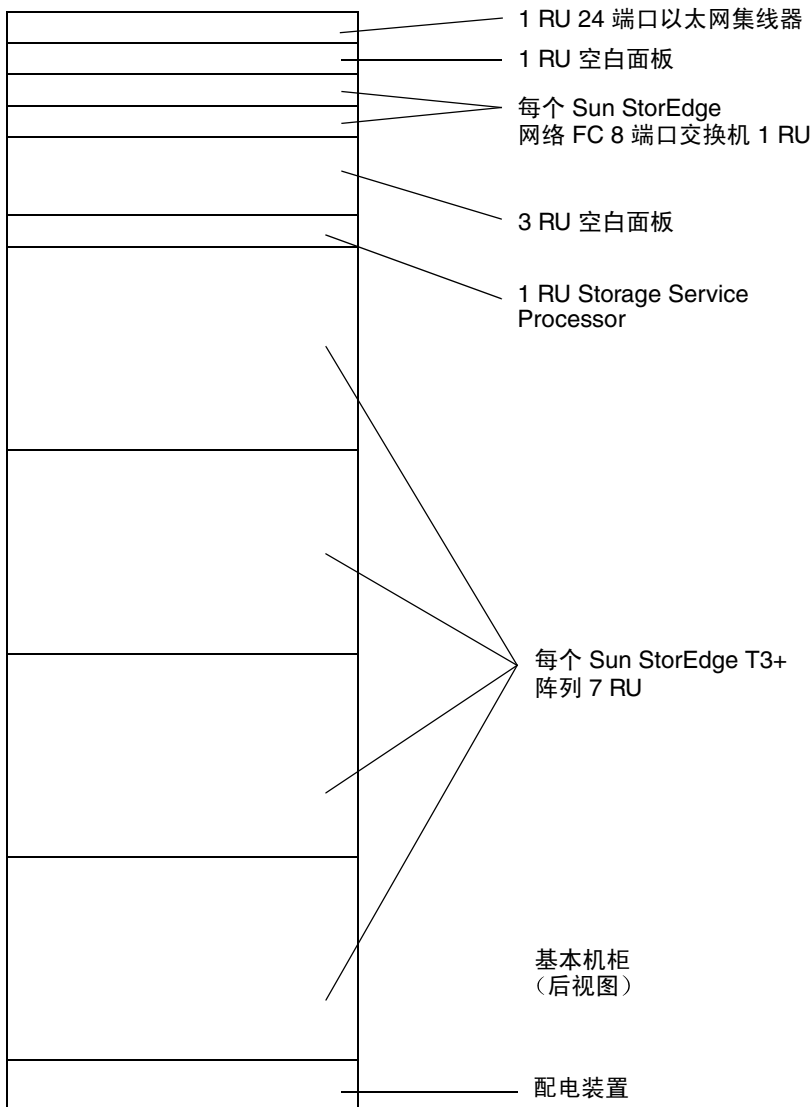 1 RU 24 端口以太网集线器
1 RU 空白面板
每个 Sun StorEdge
网络 FC 8 端口交换机 1 RU
3 RU 空白面板
1 RU Storage Service
Processor
每个 Sun StorEdge T3+
阵列 7 RU
基本机柜
（后视图）
配电装置